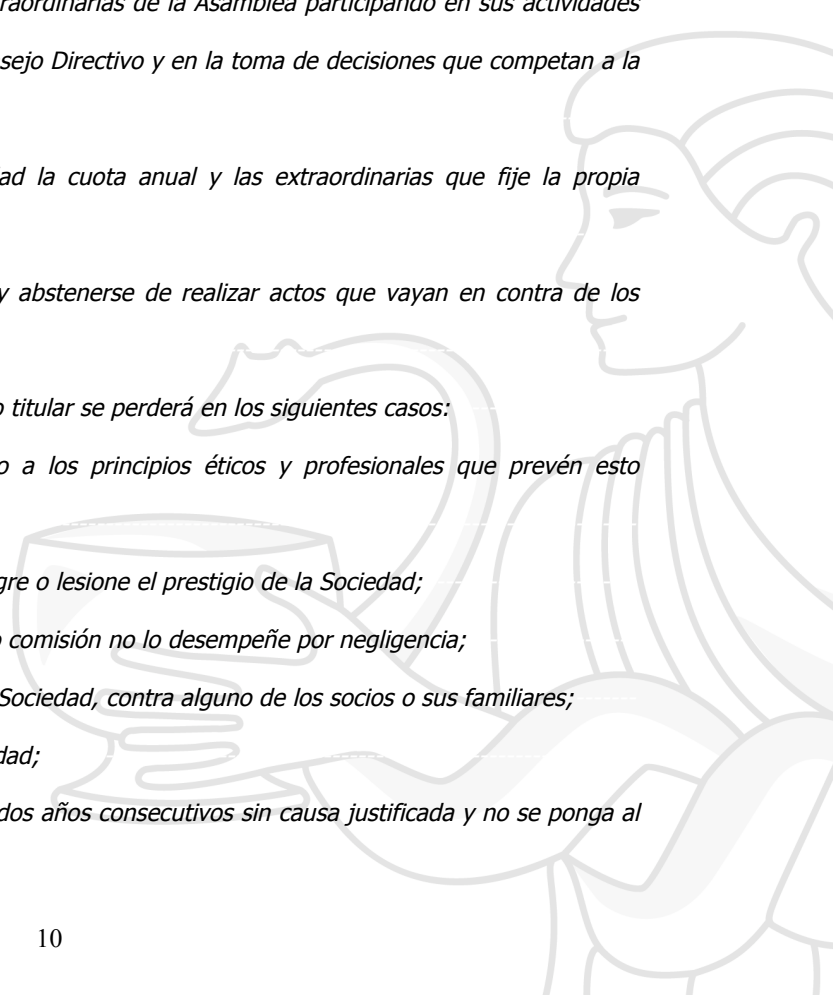 raordinarias de la Asamblea participando en sus actividades
sejo Directivo y en la toma de decisiones que competan a la
ad la cuota anual y las extraordinarias que fije la propia
y abstenerse de realizar actos que vayan en contra de los
o titular se perderá en los siguientes casos:
o a los principios éticos y profesionales que prevén esto
gre o lesione el prestigio de la Sociedad;
o comisión no lo desempeñe por negligencia;
Sociedad, contra alguno de los socios o sus familiares;
dad;
dos años consecutivos sin causa justificada y no se ponga al
10